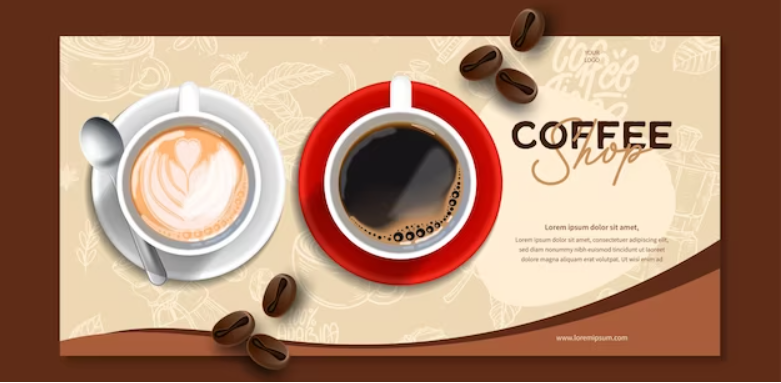 YOUR
LOGO
COFFEE
Shop
Lorem ipsum dolor sit amet,
Lorem ipsum dolor sit amet, consectetuer adipiscing elit,
sed diam nonummy nibh euismod tincidunt ut laoreet
dolore magna aliquam erat volutpat. Ut wisi enim ad
www.loremipsum.com